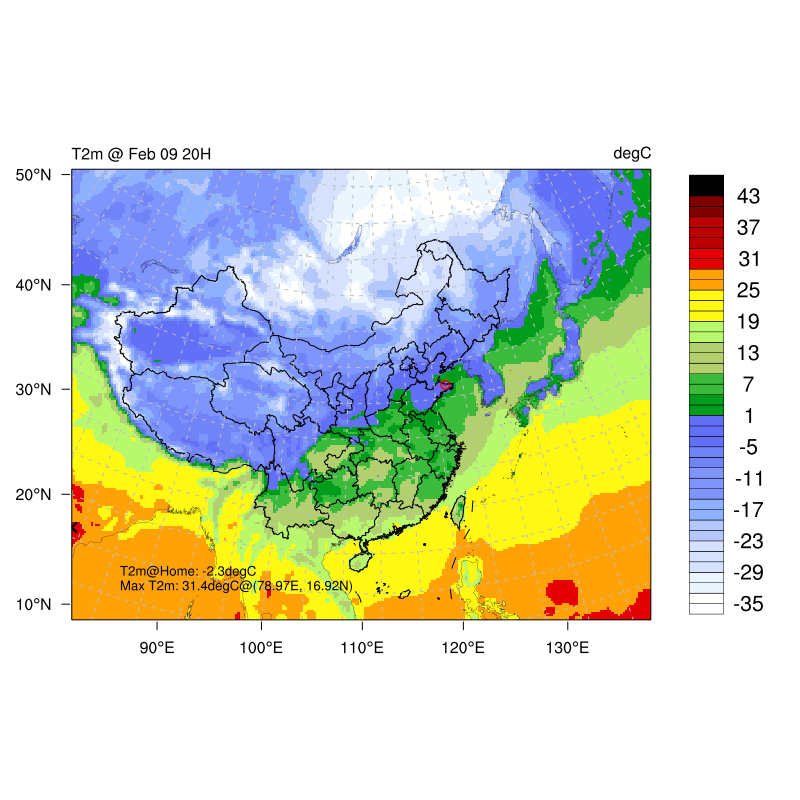 T2m @ Feb 09 20H
degC
50°N
40°N
30°N
20°N
10°N
90°E
100°E
110°E
120°E
130°E
T2m@Home: -2.3degC
Max T2m: 31.4degC@(78.97E, 16.92N)
43
37
31
25
19
13
7
1
-5
-11
-17
-23
-29
-35